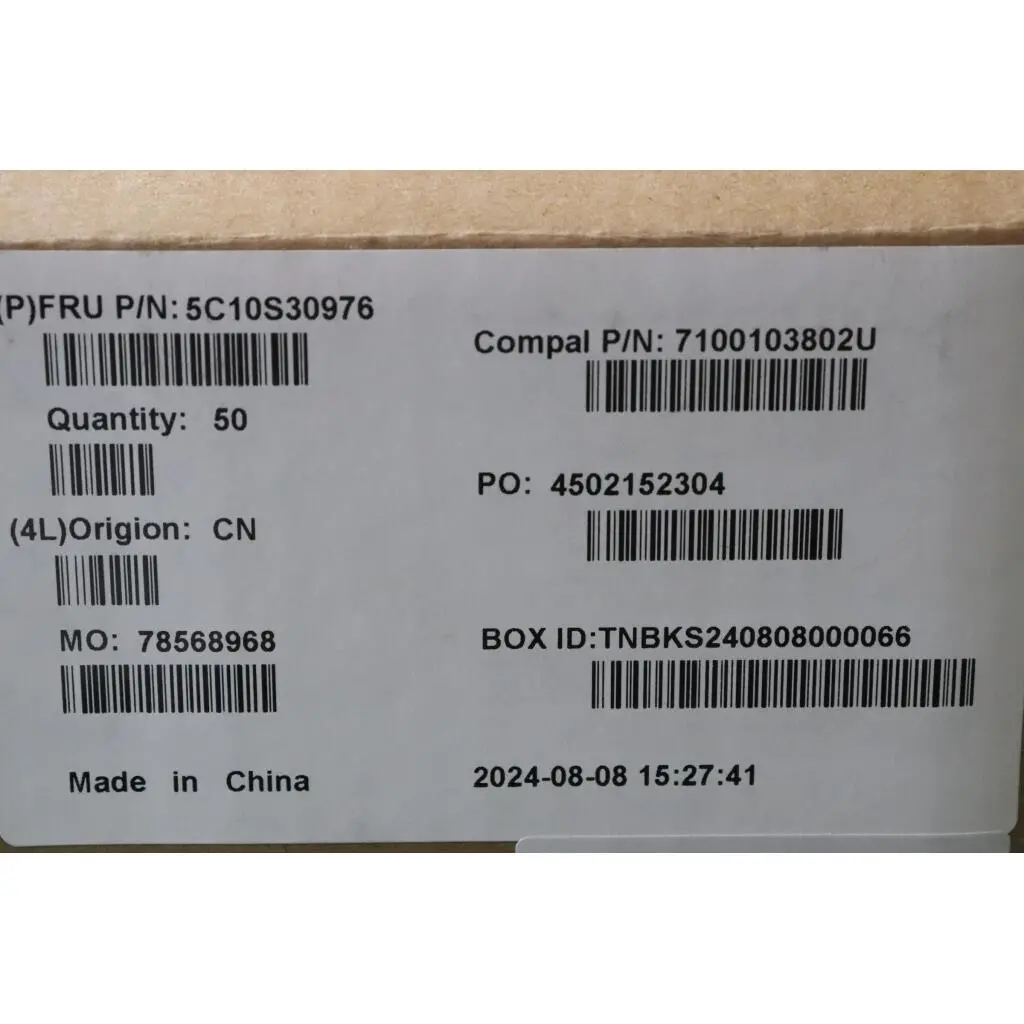 (P)FRU P/N: 5C10S30976
Compal P/N: 7100103802U
Quantity: 50
PO: 4502152304
(4L)Origion: CN
MO: 78568968
BOX ID:TNBKS240808000066
Made in China
2024-08-08 15:27:41